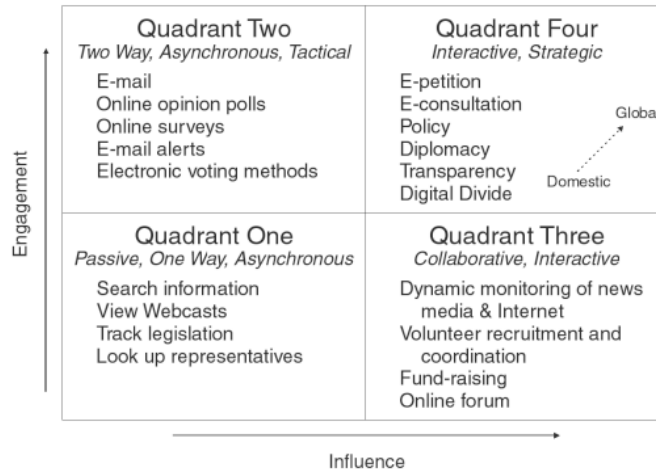 Quadrant Two
Two Way, Asynchronous, Tactical
E-mail
Online opinion polls
Online surveys
E-mail alerts
Electronic voting methods
Quadrant Four
Interactive, Strategic
E-petition
E-consultation
Policy
Diplomacy
Transparency
Digital Divide
Global
Domestic
Engagement
Quadrant One
Passive, One Way, Asynchronous
Search information
View Webcasts
Track legislation
Look up representatives
Quadrant Three
Collaborative, Interactive
Dynamic monitoring of news
media & Internet
Volunteer recruitment and
coordination
Fund-raising
Online forum
Influence